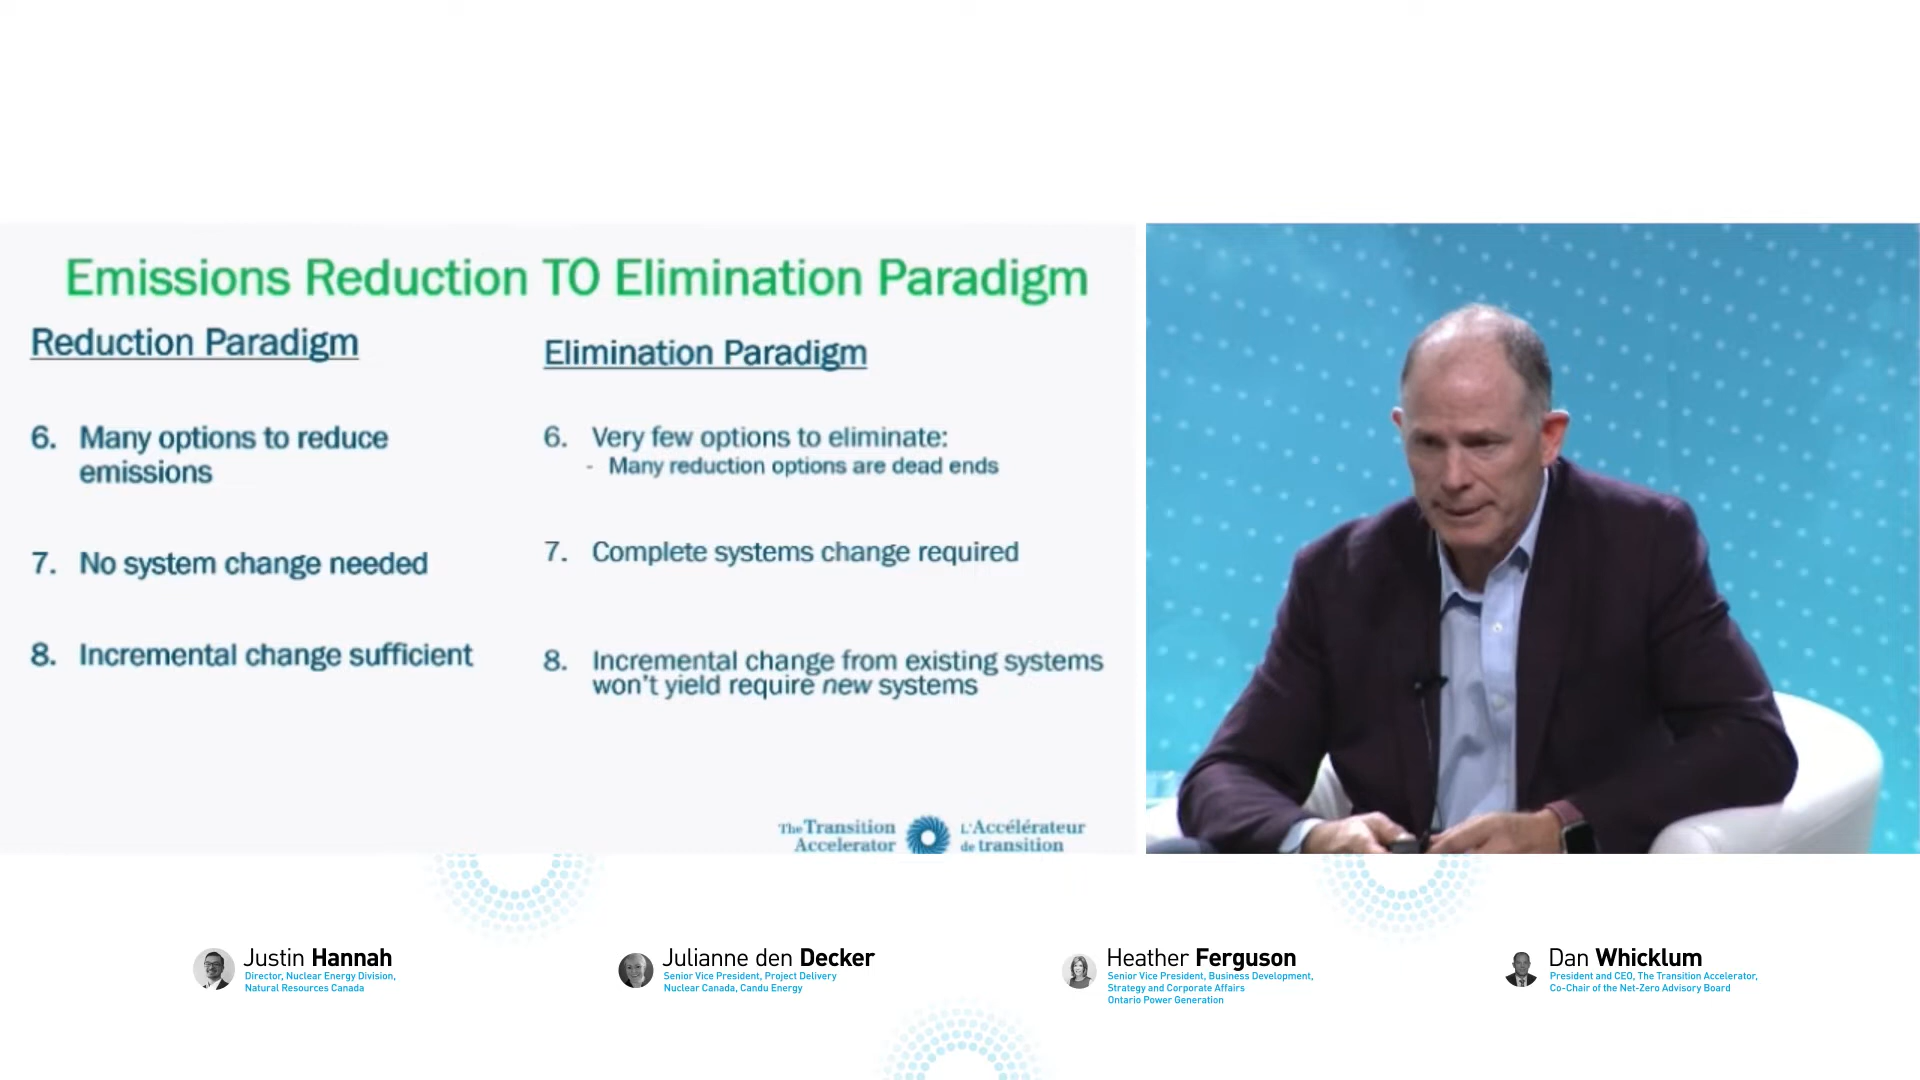 Emissions Reduction TO Elimination Paradigm
Reduction Paradigm
6. Many options to reduce
emissions
7. No system change needed
8. Incremental change sufficient
Elimination Paradigm
6. Very few options to eliminate:
- Many reduction options are dead ends
7. Complete systems change required
8. Incremental change from existing systems
won't yield require new systems
The Transition
Accelerator
L'Accélérateur
de transition
Justin Hannah
Director, Nuclear Energy Division,
Natural Resources Canada
Julianne den Decker
Senior Vice President, Project Delivery
Nuclear Canada, Candu Energy
Heather Ferguson
Senior Vice President, Business Development,
Strategy and Corporate Affairs
Ontario Power Generation
Dan Whicklum
President and CEO, The Transition Accelerator,
Co-Chair of the Net-Zero Advisory Board